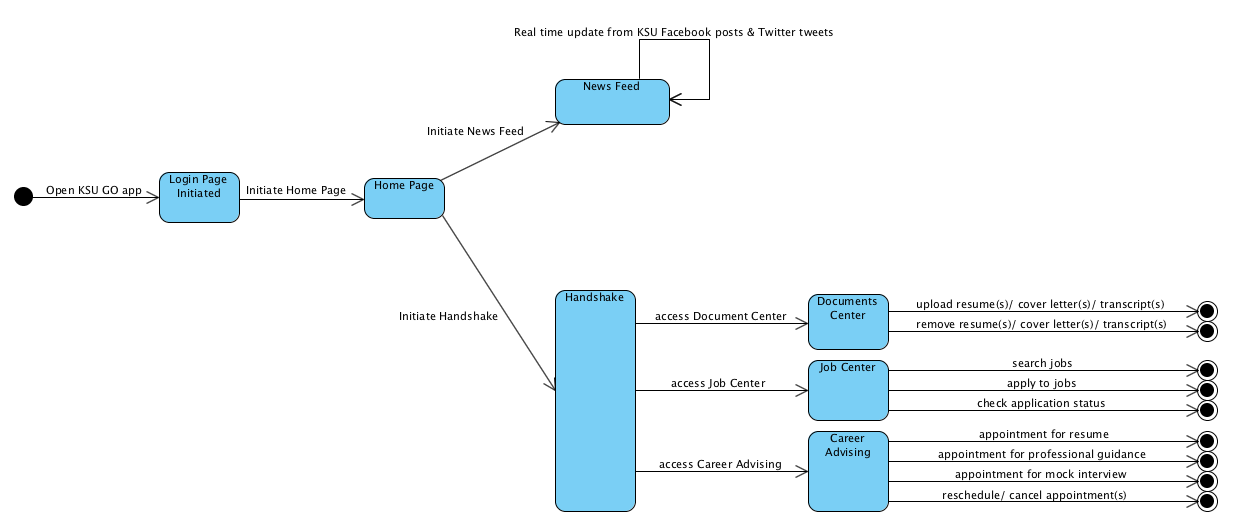 Real time update from KSU Facebook posts & Twitter tweets
News Feed
Initiate News Feed
Open KSU GO app
Login Page
Initiated
Initiate Home Page
Home Page
Initiate Handshake
Handshake
access Document Center
Documents
Center
upload resume(s)/ cover letter(s)/ transcript(s)
remove resume(s)/ cover letter(s)/ transcript(s)
access Job Center
Job Center
search jobs
apply to jobs
check application status
access Career Advising
Career
Advising
appointment for resume
appointment for professional guidance
appointment for mock interview
reschedule/ cancel appointment(s)